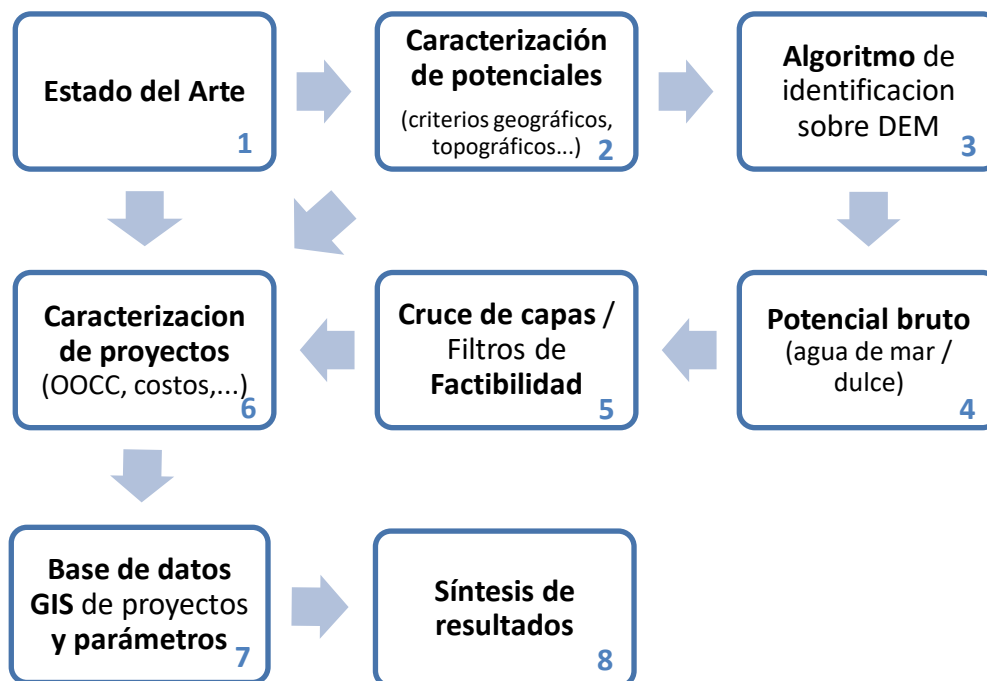 Estado del Arte
1
Caracterización
de potenciales
(criterios geográficos,
topográficos...)
2
Algoritmo de
identificacion
sobre DEM
3
Potencial bruto
(agua de mar /
dulce)
4
Cruce de capas /
Filtros de
Factibilidad
5
Caracterizacion
de proyectos
(OOCC, costos,...)
6
Base de datos
GIS de proyectos
y parámetros
7
Síntesis de
resultados
8